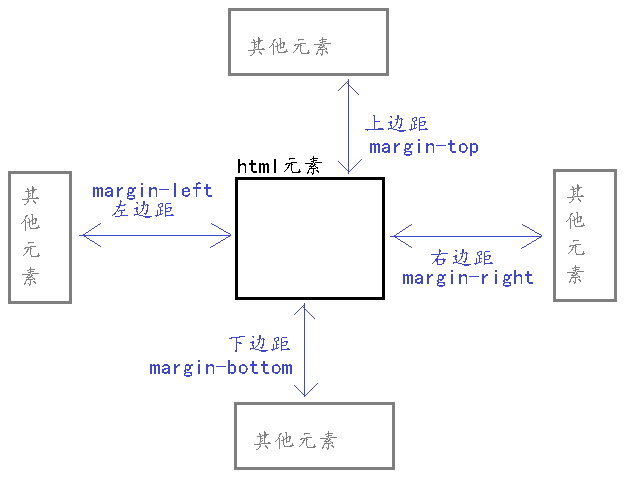 其他元素
上边距
margin-top
html元素
其他元素
margin-left
左边距
右边距
margin-right
其他元素
下边距
margin-bottom
其他元素